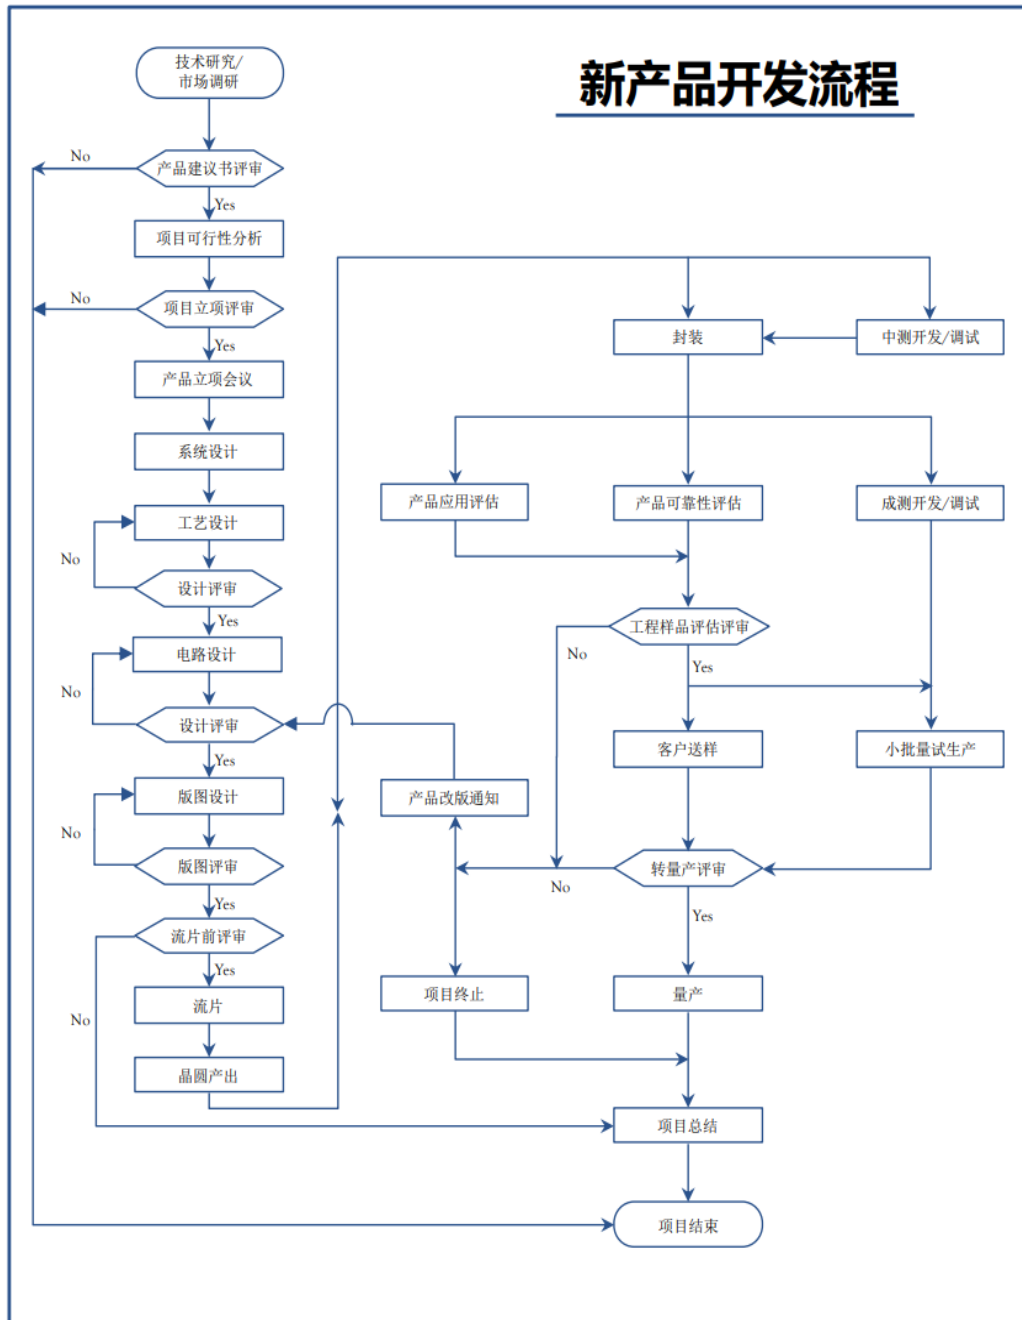 新产品开发流程
技术研究/
市场调研
No
产品建议书评审
Yes
项目可行性分析
No
项目立项评审
Yes
产品立项会议
系统设计
工艺设计
No
设计评审
Yes
电路设计
No
设计评审
Yes
版图设计
No
版图评审
Yes
流片前评审
Yes
No
流片
晶圆产出
封装
中测开发/调试
产品应用评估
产品可靠性评估
成测开发/调试
工程样品评估评审
No
Yes
客户送样
小批量试生产
产品改版通知
转量产评审
No
Yes
项目终止
量产
项目总结
项目结束